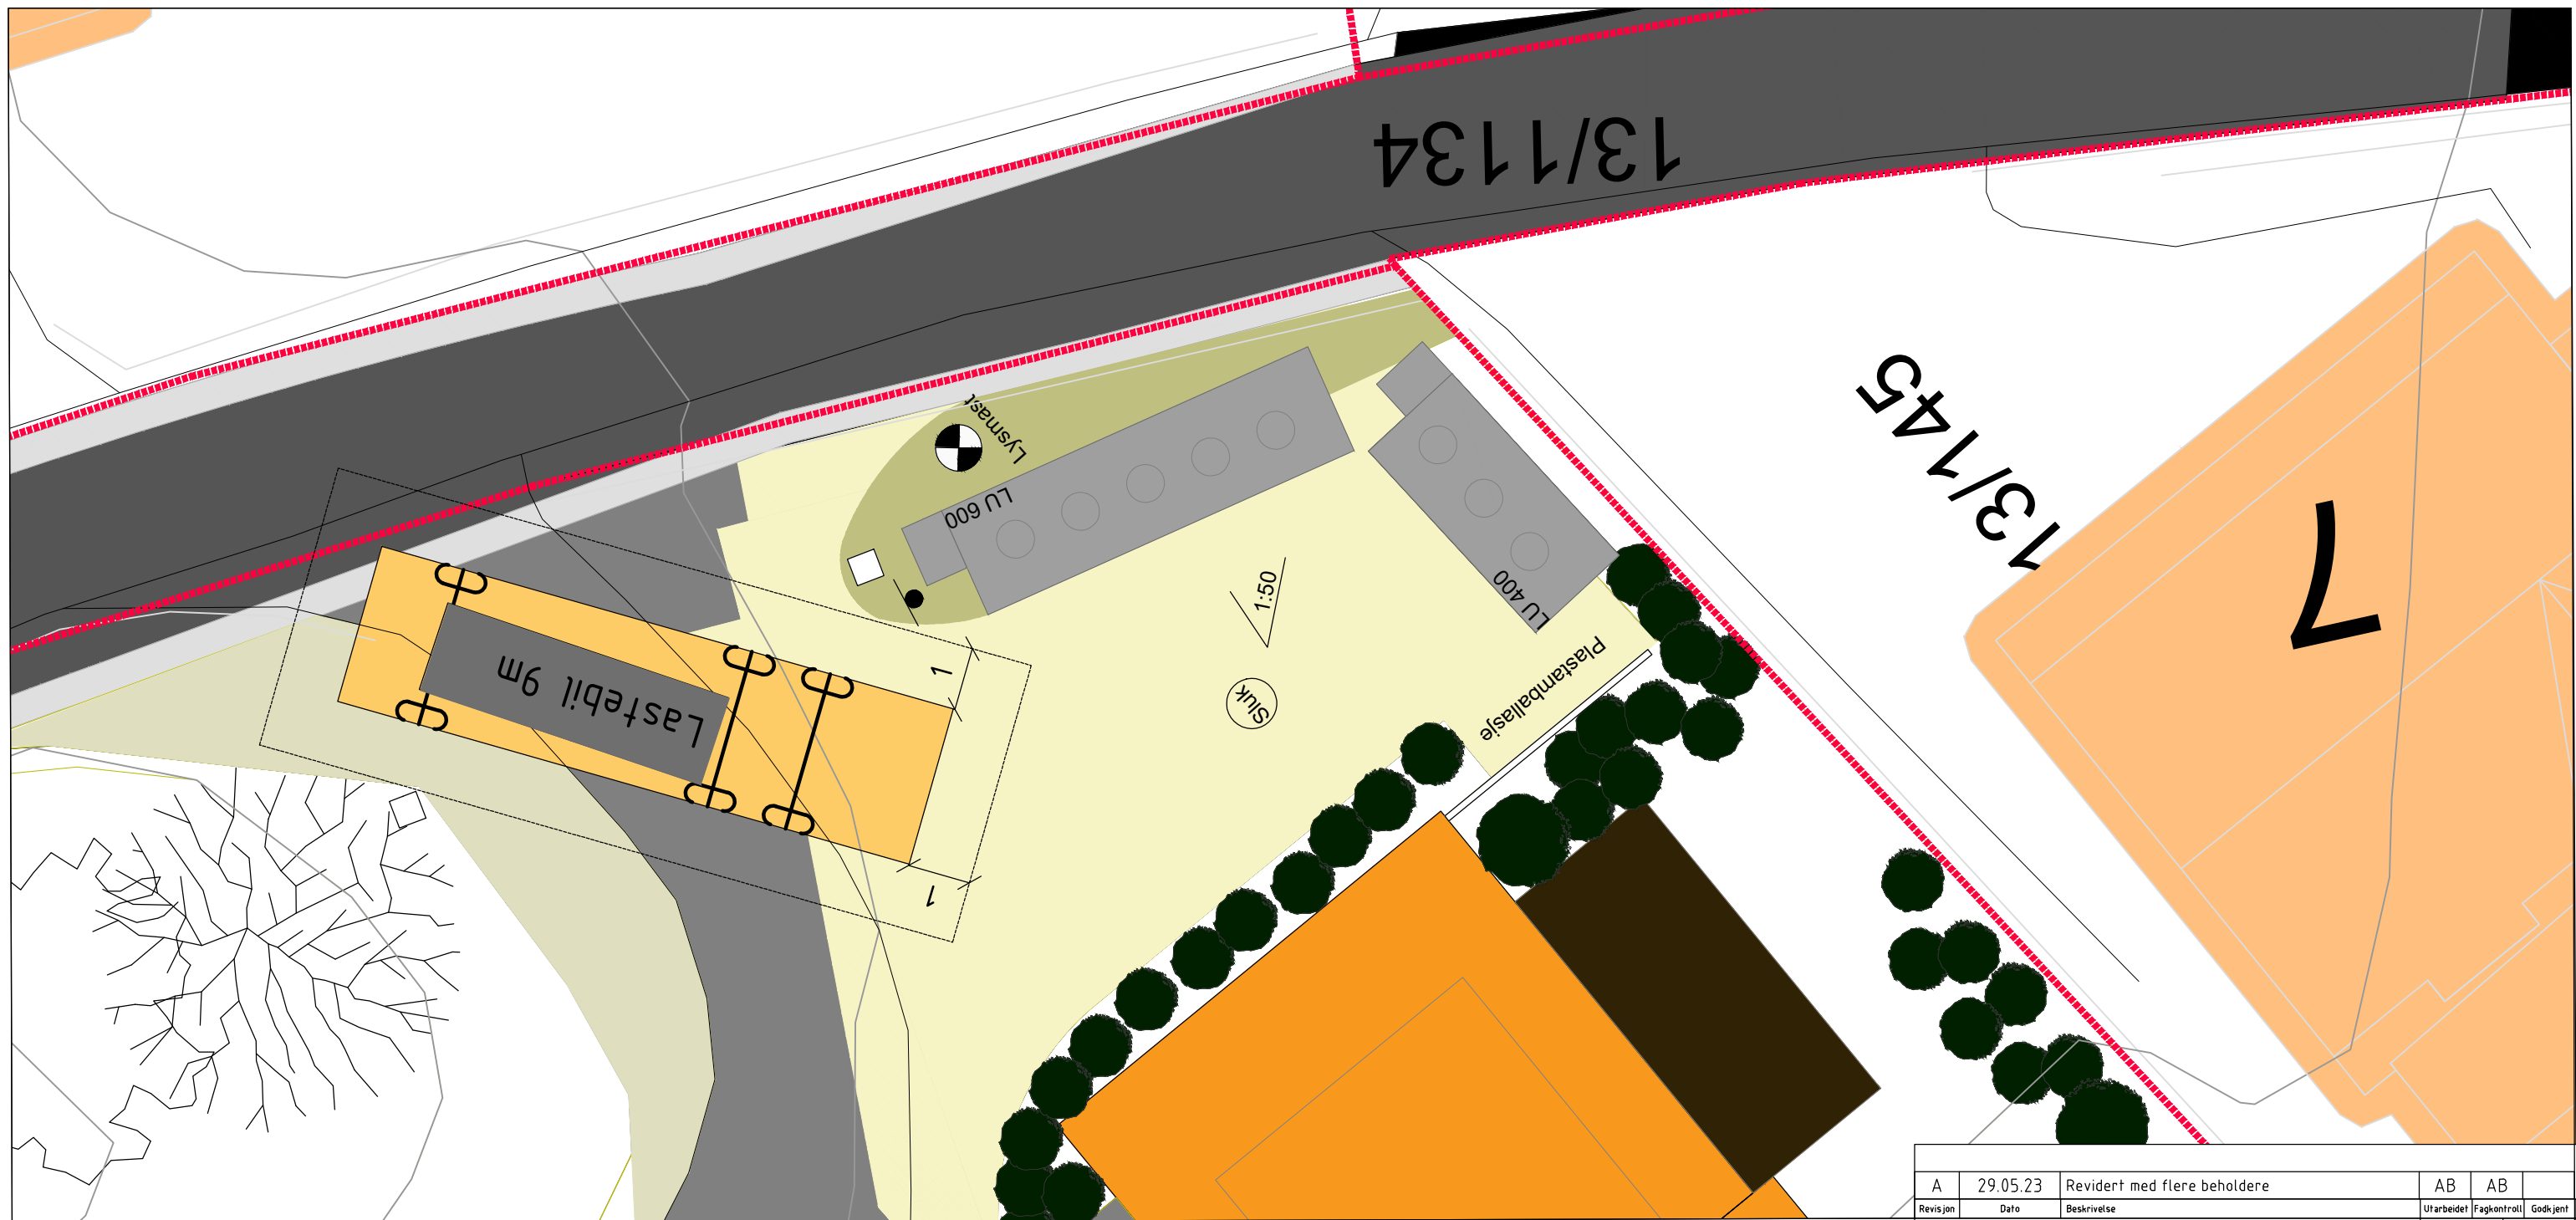 13/1134
13/145
7
Lysmast
LU 600
LU 400
1:50
Sluk
Plastamballasje
Lastebil 9m
1
1
A 29.05.23 Revidert med flere beholdere AB AB
Revisjon Dato Beskrivelse Utarbeidet Fagkontroll Godkjent